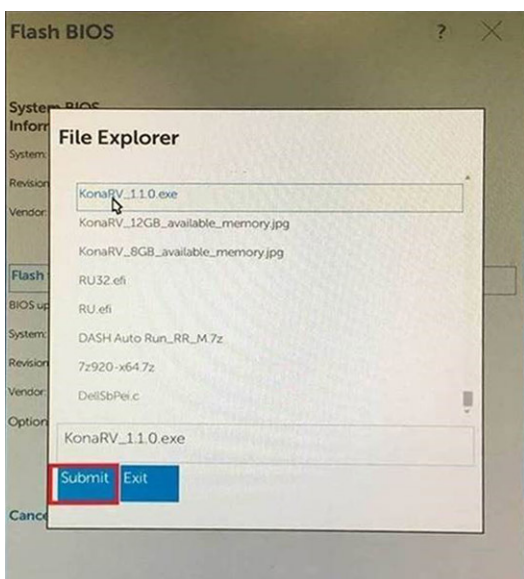 Flash BIOS ?
System BIOS
Inform
File Explorer
System:
Revision
KonaRV_1.1.0.exe
Vendor:
KonaRV_12GB_available_memory.jpg
KonaRV_8GB_available_memory.jpg
Flash
RU32.efi
BIOS up
RU.efi
System:
DASH Auto Run_RR_M.7z
Revision
7z920-x64.7z
Vendor:
DellSbPei.c
Option
KonaRV_1.1.0.exe
Submit Exit
Cance